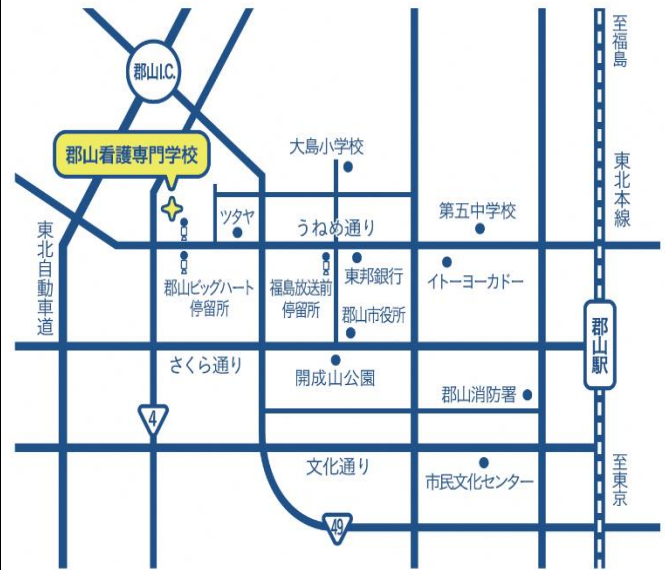 至福島
郡山I.C.
大島小学校
郡山看護専門学校
東北本線
ツタヤ
第五中学校
うねめ通り
東北自動車道
東邦銀行
イトーヨーカドー
郡山ビッグハート
停留所
福島放送前
停留所
郡山市役所
郡山駅
さくら通り
開成山公園
郡山消防署
4
文化通り
市民文化センター
至東京
49